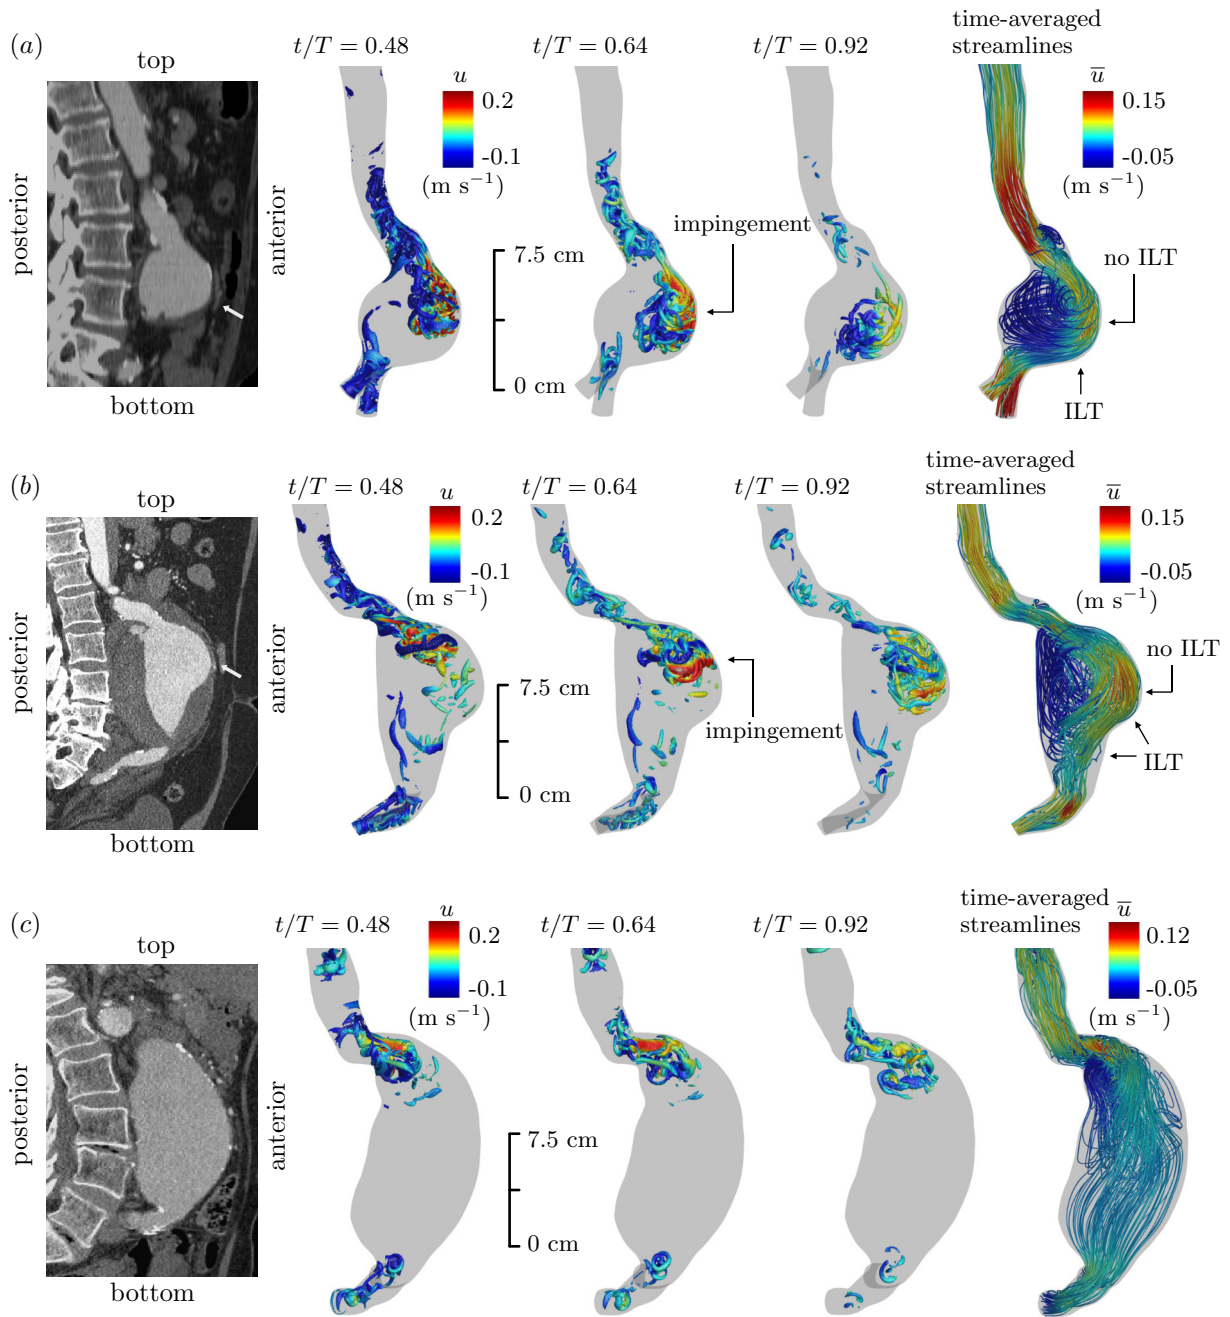 (a)
top
posterior
anterior
bottom
t/T = 0.48
u
0.2
-0.1
(m s⁻¹)
t/T = 0.64
impingement
7.5 cm
0 cm
t/T = 0.92
time-averaged
streamlines
u̅
0.15
-0.05
(m s⁻¹)
no ILT
ILT
(b)
top
posterior
anterior
bottom
t/T = 0.48
u
0.2
-0.1
(m s⁻¹)
t/T = 0.64
impingement
7.5 cm
0 cm
t/T = 0.92
time-averaged
streamlines
u̅
0.15
-0.05
(m s⁻¹)
no ILT
ILT
(c)
top
posterior
anterior
bottom
t/T = 0.48
u
0.2
-0.1
(m s⁻¹)
t/T = 0.64
7.5 cm
0 cm
t/T = 0.92
time-averaged
streamlines
u̅
0.12
-0.05
(m s⁻¹)